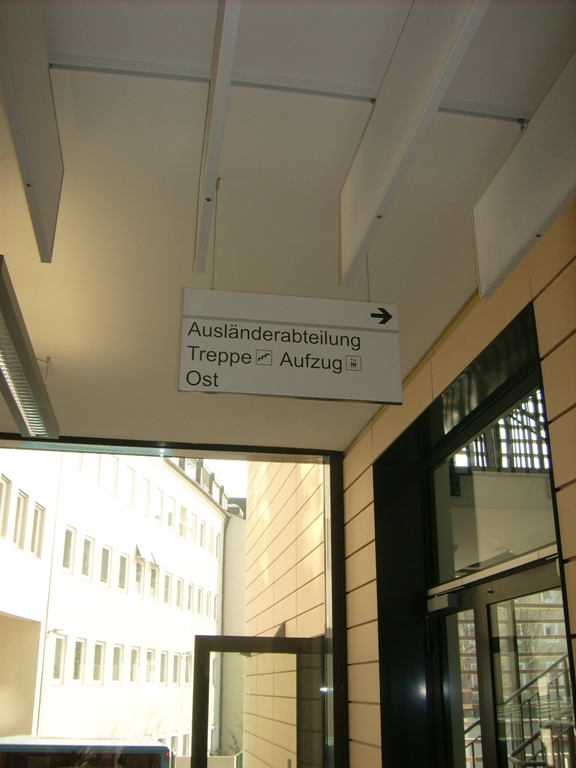 Ausländerabteilung
Treppe Aufzug
Ost